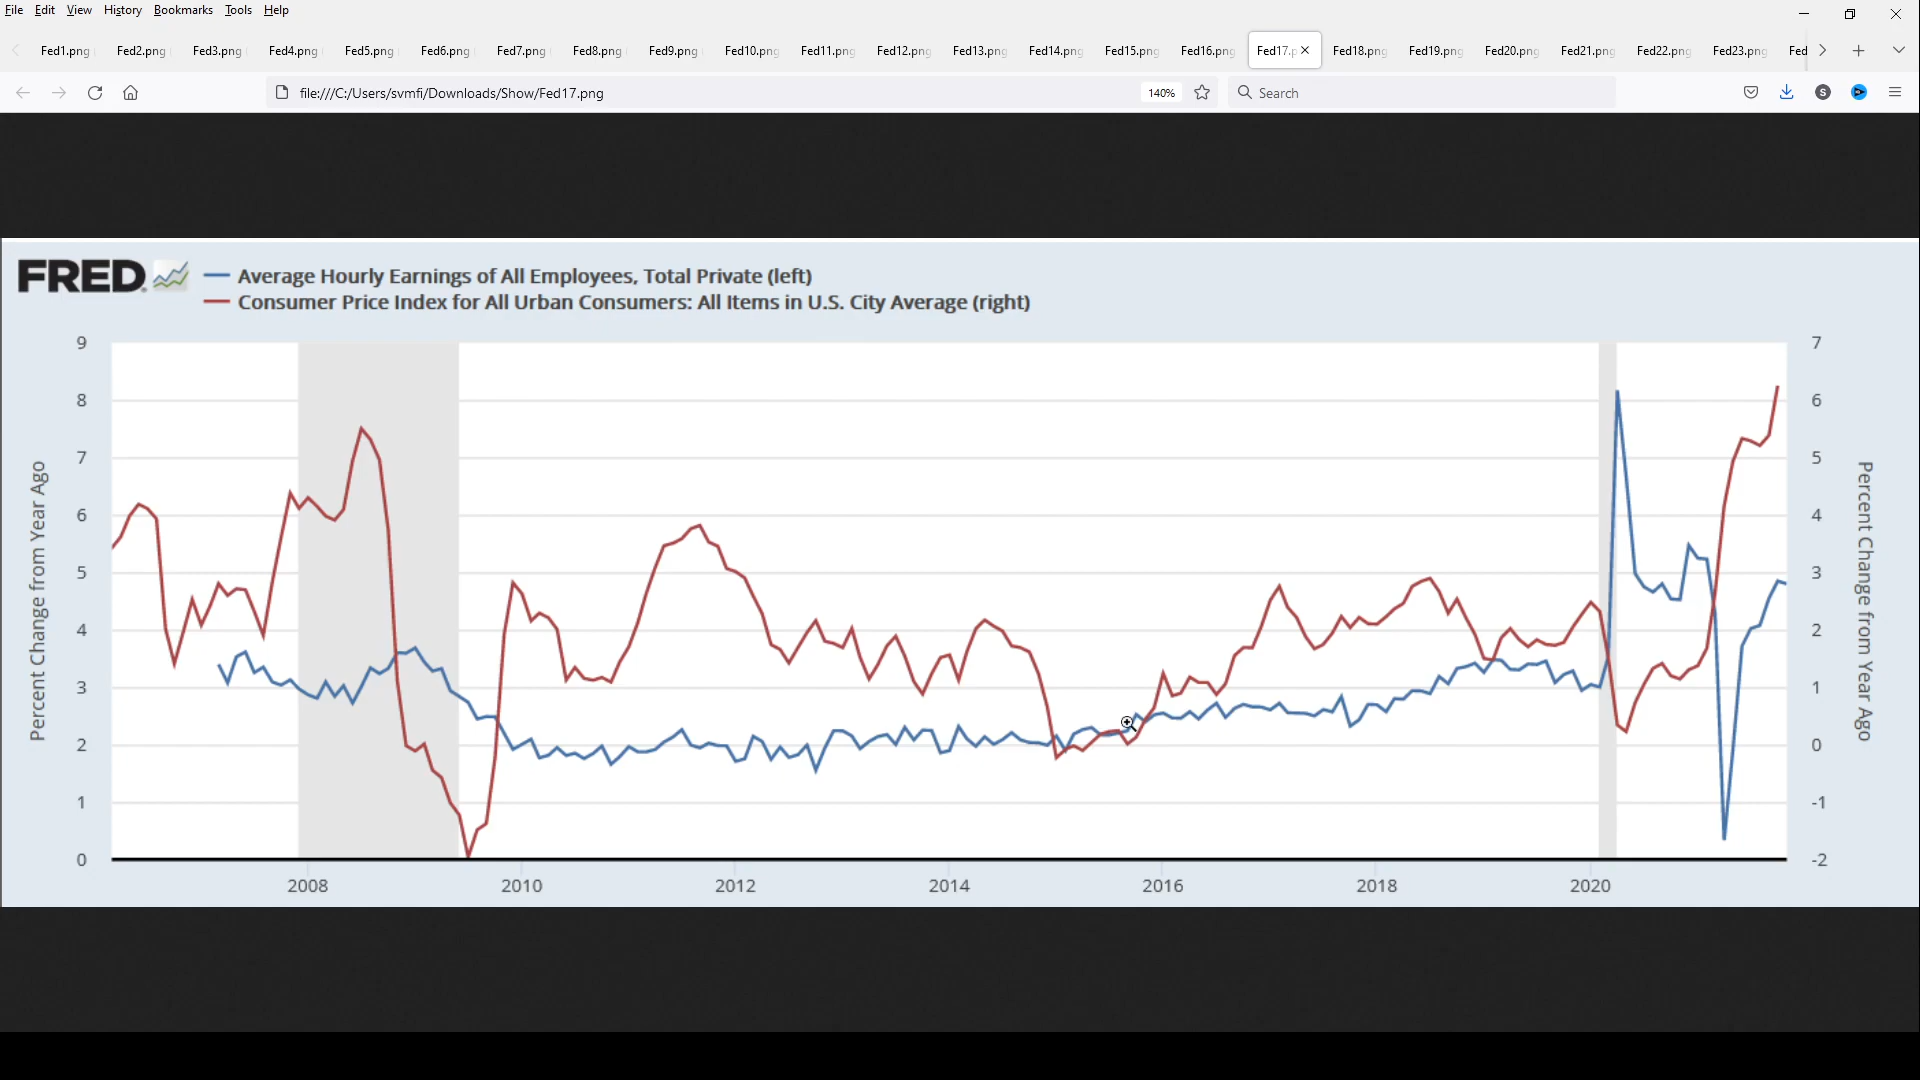 File Edit View History Bookmarks Tools Help
Fed1.png Fed2.png Fed3.png Fed4.png Fed5.png Fed6.png Fed7.png Fed8.png Fed9.png Fed10.png Fed11.png Fed12.png Fed13.png Fed14.png Fed15.png Fed16.png Fed17.p Fed18.png Fed19.png Fed20.png Fed21.png Fed22.png Fed23.png Fed
file:///C:/Users/svmfi/Downloads/Show/Fed17.png 140% Search S
FRED
Average Hourly Earnings of All Employees, Total Private (left)
Consumer Price Index for All Urban Consumers: All Items in U.S. City Average (right)
Percent Change from Year Ago
9
8
7
6
5
4
3
2
1
0
7
6
5
4
3
2
1
0
-1
-2
Percent Change from Year Ago
2008 2010 2012 2014 2016 2018 2020